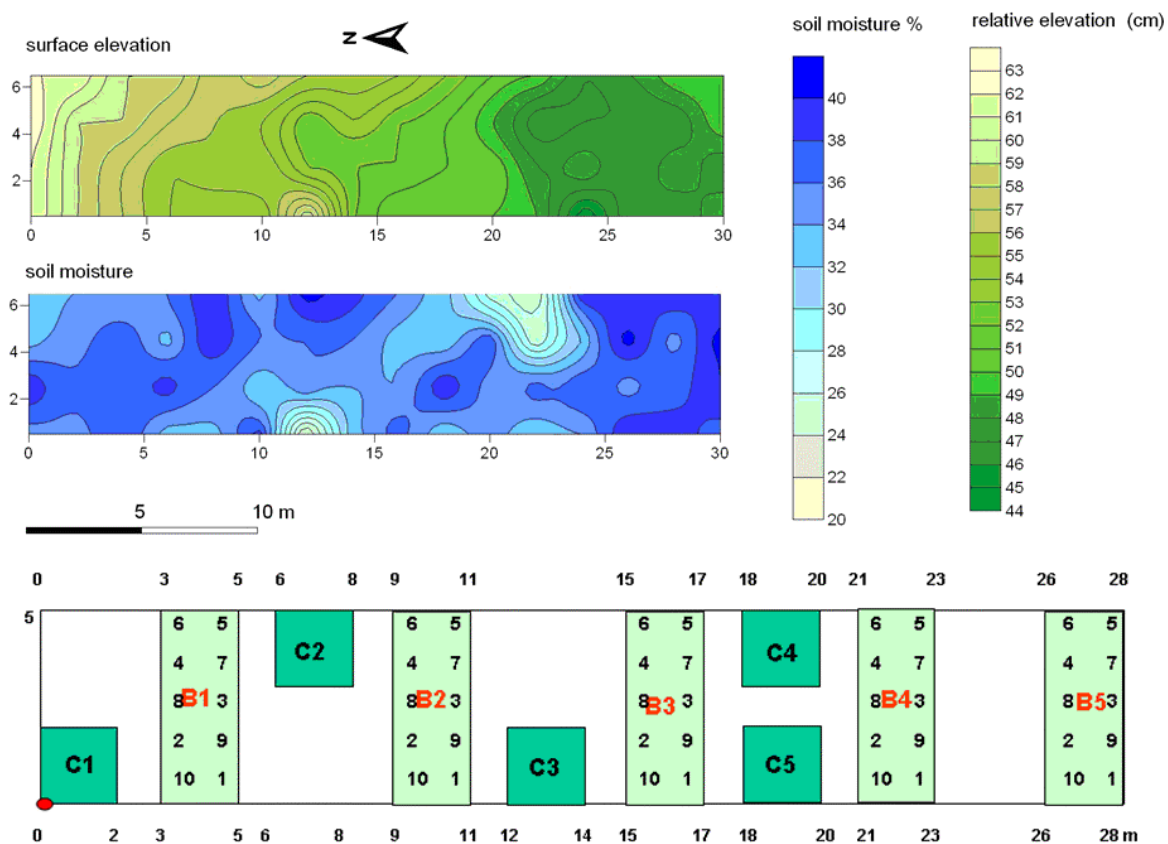 surface elevation
N
soil moisture %
relative elevation (cm)
6
4
2
0 5 10 15 20 25 30
soil moisture
6
4
2
0 5 10 15 20 25 30
40
38
36
34
32
30
28
26
24
22
20
63
62
60
59
58
57
56
55
54
53
52
51
50
49
48
47
46
45
44
5 10 m
0 3 5 6 8 9 11 15 17 18 20 21 23 26 28
5
6 5 6 5 6 5 6 5 6 5
C2 C4
4 7 4 7 4 7 4 7 4 7
8 B1 3 8 B2 3 8 B3 3 8 B4 3 8 B5 3
2 9 2 9 2 9 2 9 2 9
C1 C3 C5
10 1 10 1 10 1 10 1 10 1
0 2 3 5 6 8 9 11 12 14 15 17 18 20 21 23 26 28 m